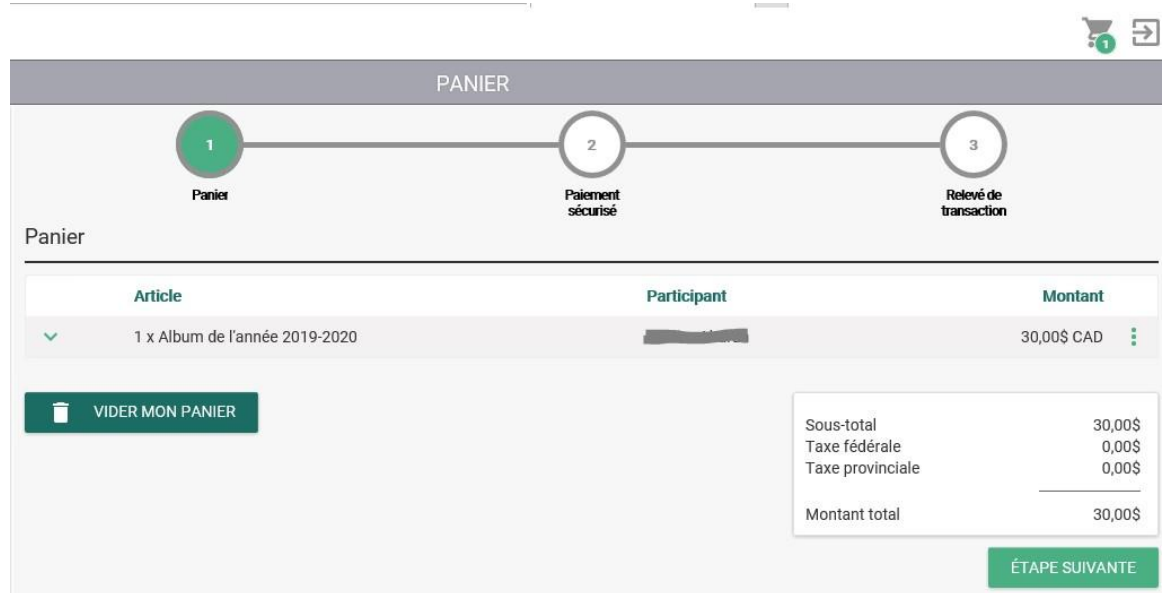 1
PANIER
1
2
3
Panier
Paiement
sécurisé
Relevé de
transaction
Panier
Article Participant Montant
1 x Album de l'année 2019-2020 30,00$ CAD
VIDER MON PANIER
Sous-total 30,00$
Taxe fédérale 0,00$
Taxe provinciale 0,00$
Montant total 30,00$
ÉTAPE SUIVANTE